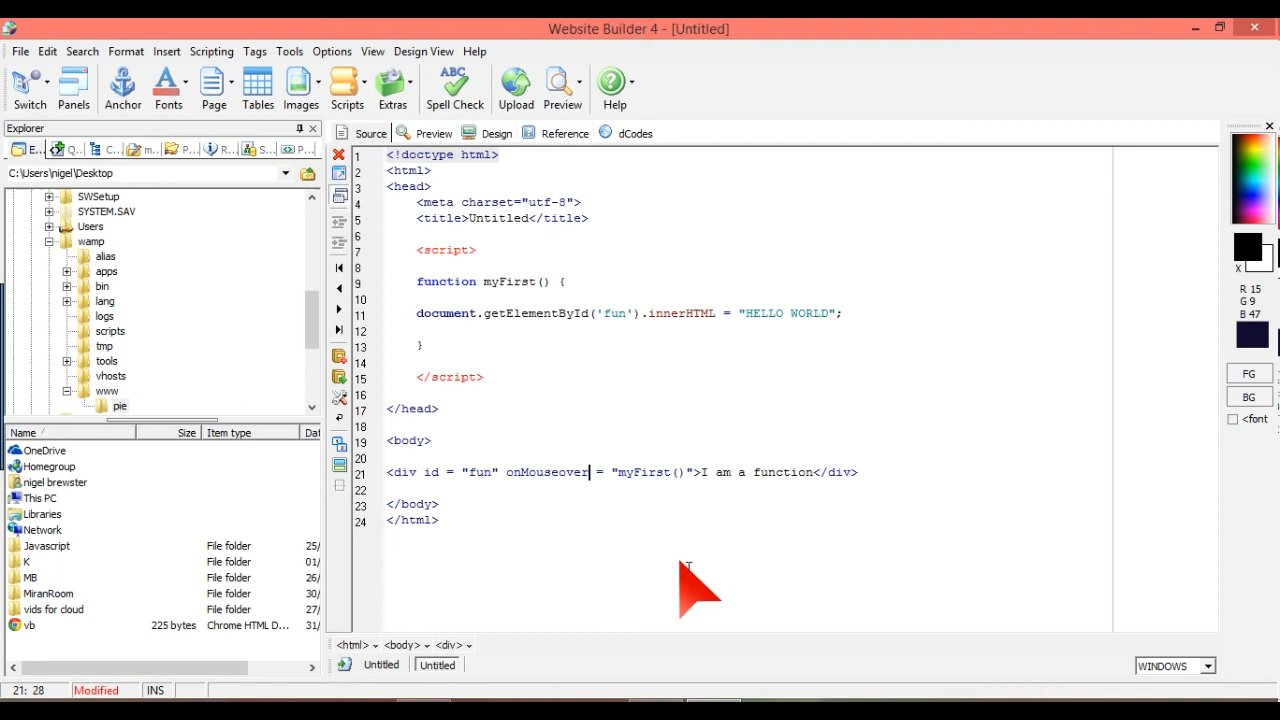 Website Builder 4 - [Untitled]
File Edit Search Format Insert Scripting Tags Tools Options View Design View Help
ABC
Switch Panels Anchor Fonts Page Tables Images Scripts Extras Spell Check Upload Preview Help
Explorer
E... Q... C... m... P... R... S... P...
C:\Users\nigel\Desktop
SWSetup
SYSTEM.SAV
Users
wamp
alias
apps
bin
lang
logs
scripts
tmp
tools
vhosts
www
pie
Name Size Item type Dat
OneDrive
Homegroup
nigel brewster
This PC
Libraries
Network
Javascript File folder 25/
K File folder 01/
MB File folder 26/
MiranRoom File folder 30/
vids for cloud File folder 27/
vb 225 bytes Chrome HTML D... 31/
Source Preview Design Reference dCodes
1 <!doctype html>
2 <html>
3 <head>
4 <meta charset="utf-8">
5 <title>Untitled</title>
6
7 <script>
8
9 function myFirst() {
10
11 document.getElementById('fun').innerHTML = "HELLO WORLD";
12
13 }
14
15 </script>
16
17 </head>
18
19 <body>
20
21 <div id = "fun" onMouseover = "myFirst()">I am a function</div>
22
23 </body>
24 </html>
X
R 15
G 9
B 47
FG
BG
<font
<html> <body> <div>
Untitled Untitled
WINDOWS
21: 28 Modified INS